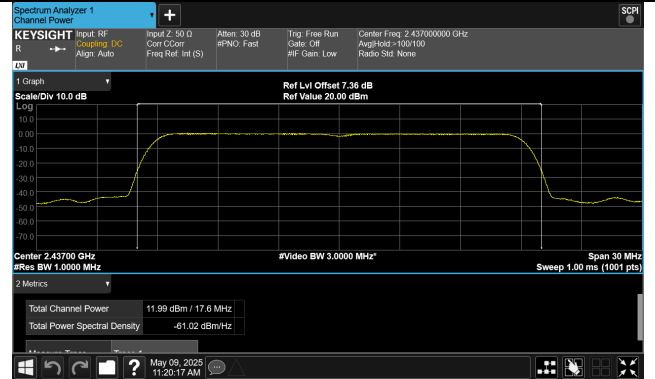 Spectrum Analyzer 1
Channel Power
SCPI
KEYSIGHT Input: RF Input Z: 50 Ω Atten: 30 dB Trig: Free Run Center Freq: 2.437000000 GHz
R Coupling: DC Corr CCorr #PNO: Fast Gate: Off Avg|Hold:>100/100
Align: Auto Freq Ref: Int (S) #IF Gain: Low Radio Std: None
LXI
1 Graph
Ref Lvl Offset 7.36 dB
Scale/Div 10.0 dB Ref Value 20.00 dBm
Log
10.0
0.00
-10.0
-20.0
-30.0
-40.0
-50.0
-60.0
-70.0
Center 2.43700 GHz #Video BW 3.0000 MHz* Span 30 MHz
#Res BW 1.0000 MHz Sweep 1.00 ms (1001 pts)
2 Metrics
Total Channel Power 11.99 dBm / 17.6 MHz
Total Power Spectral Density -61.02 dBm/Hz
May 09, 2025
11:20:17 AM